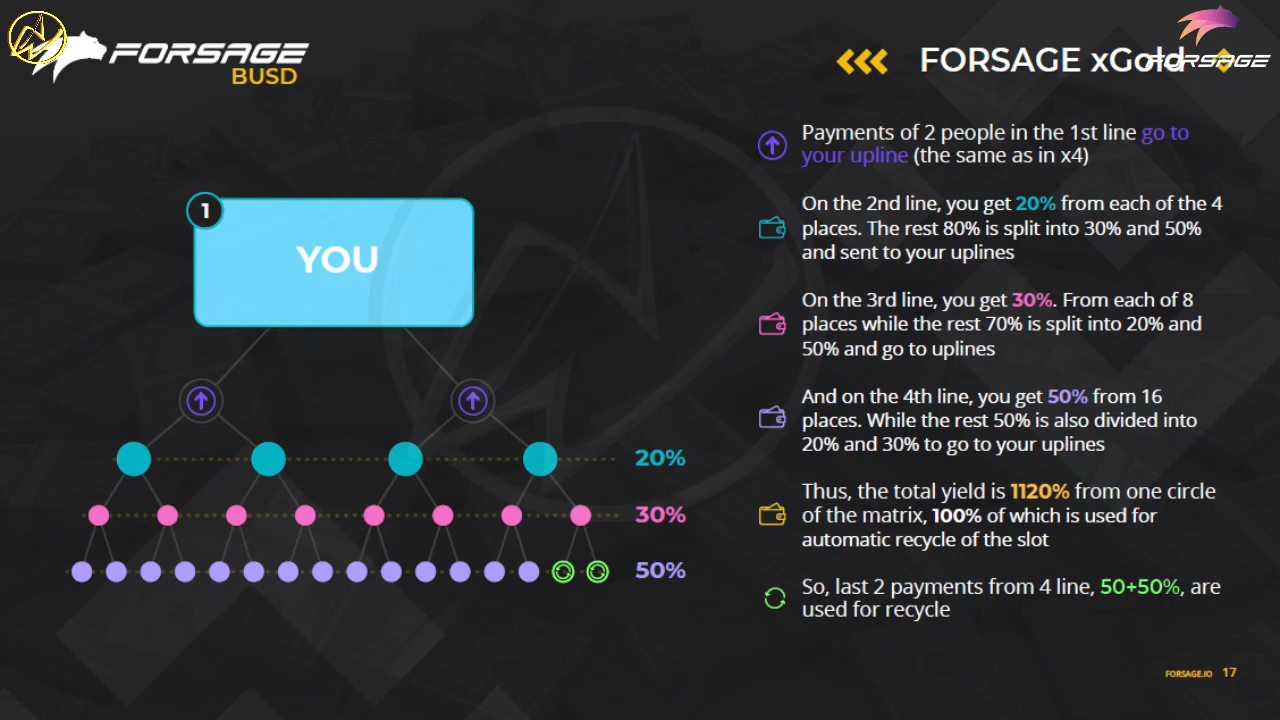 FORSAGE
BUSD
FORSAGE xGold
FORSAGE
Payments of 2 people in the 1st line go to
your upline (the same as in x4)
On the 2nd line, you get 20% from each of the 4
places. The rest 80% is split into 30% and 50%
and sent to your uplines
On the 3rd line, you get 30%. From each of 8
places while the rest 70% is split into 20% and
50% and go to uplines
And on the 4th line, you get 50% from 16
places. While the rest 50% is also divided into
20% and 30% to go to your uplines
Thus, the total yield is 1120% from one circle
of the matrix, 100% of which is used for
automatic recycle of the slot
So, last 2 payments from 4 line, 50+50%, are
used for recycle
1
YOU
20%
30%
50%
FORSAGE.IO 17